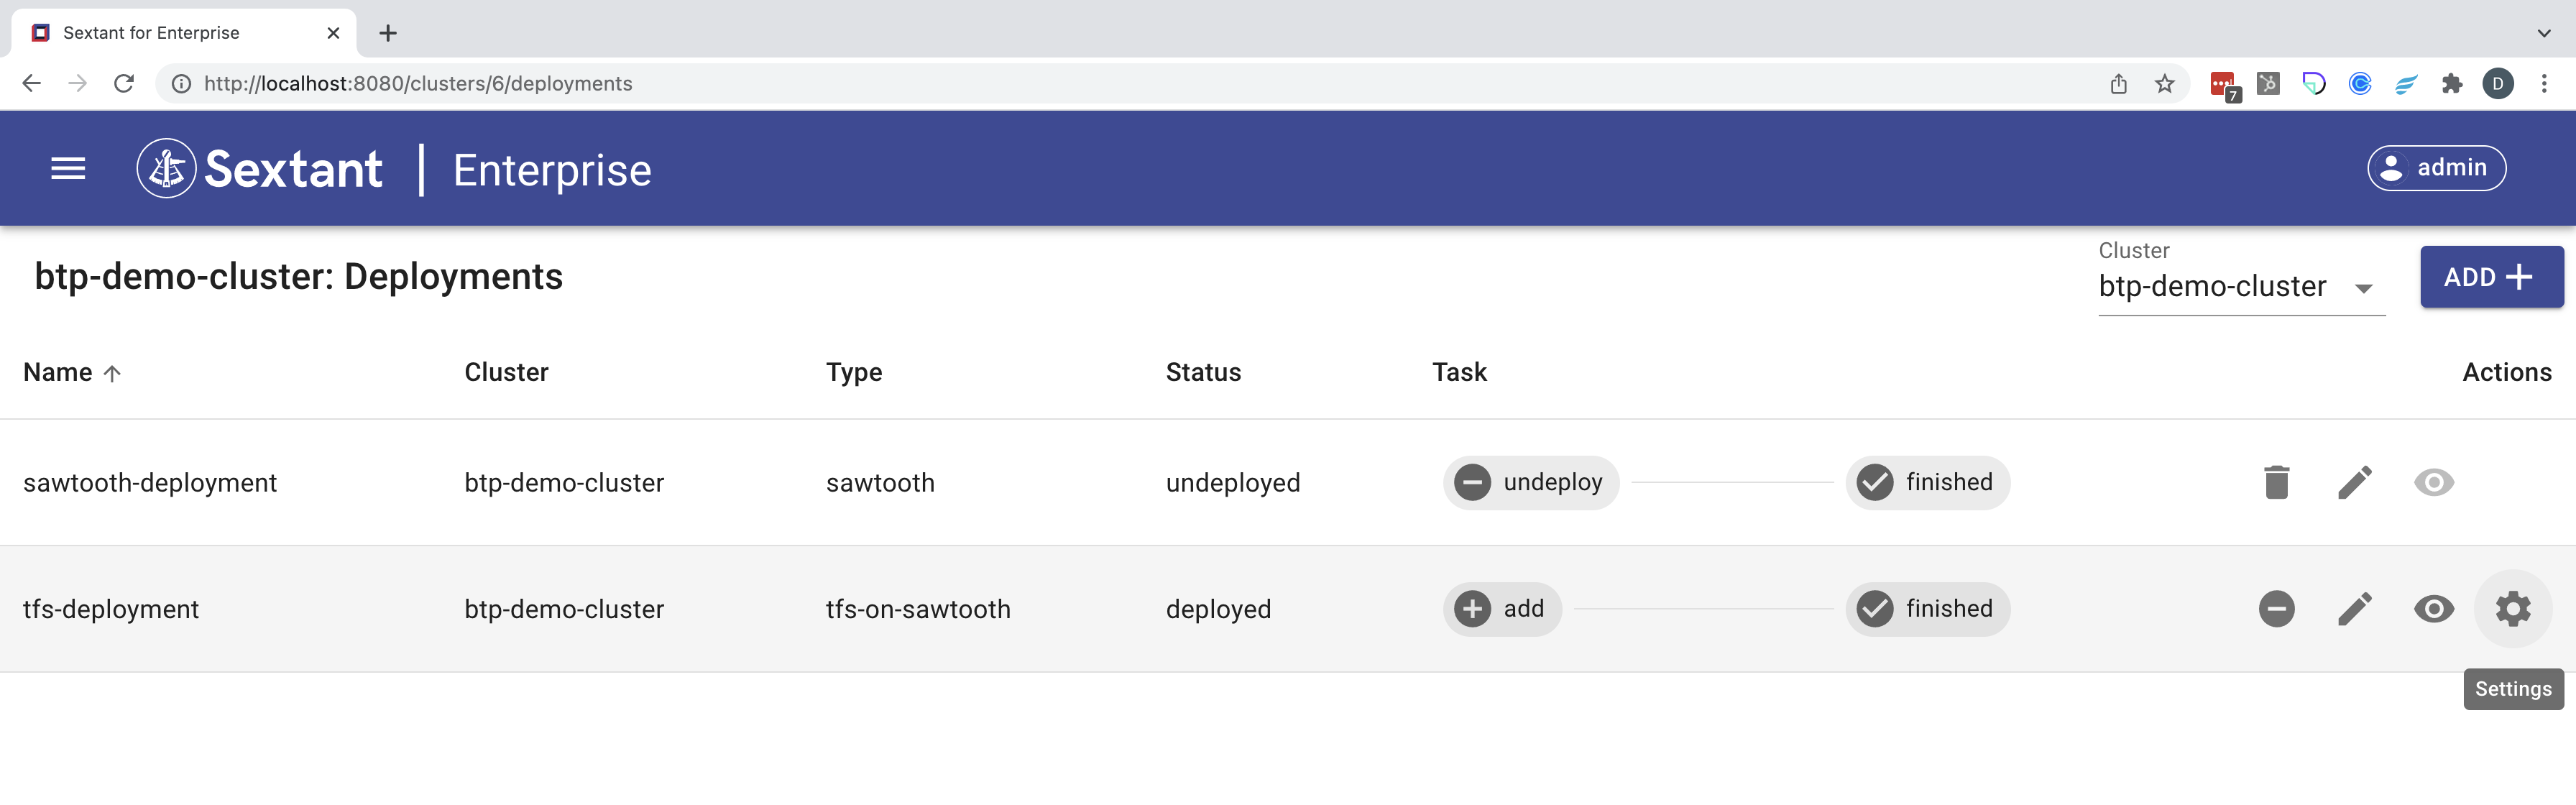 Sextant for Enterprise
http://localhost:8080/clusters/6/deployments
7
D
Sextant | Enterprise
admin
btp-demo-cluster: Deployments
Cluster
btp-demo-cluster
ADD
Name Cluster Type Status Task Actions
sawtooth-deployment btp-demo-cluster sawtooth undeployed undeploy finished
tfs-deployment btp-demo-cluster tfs-on-sawtooth deployed add finished
Settings